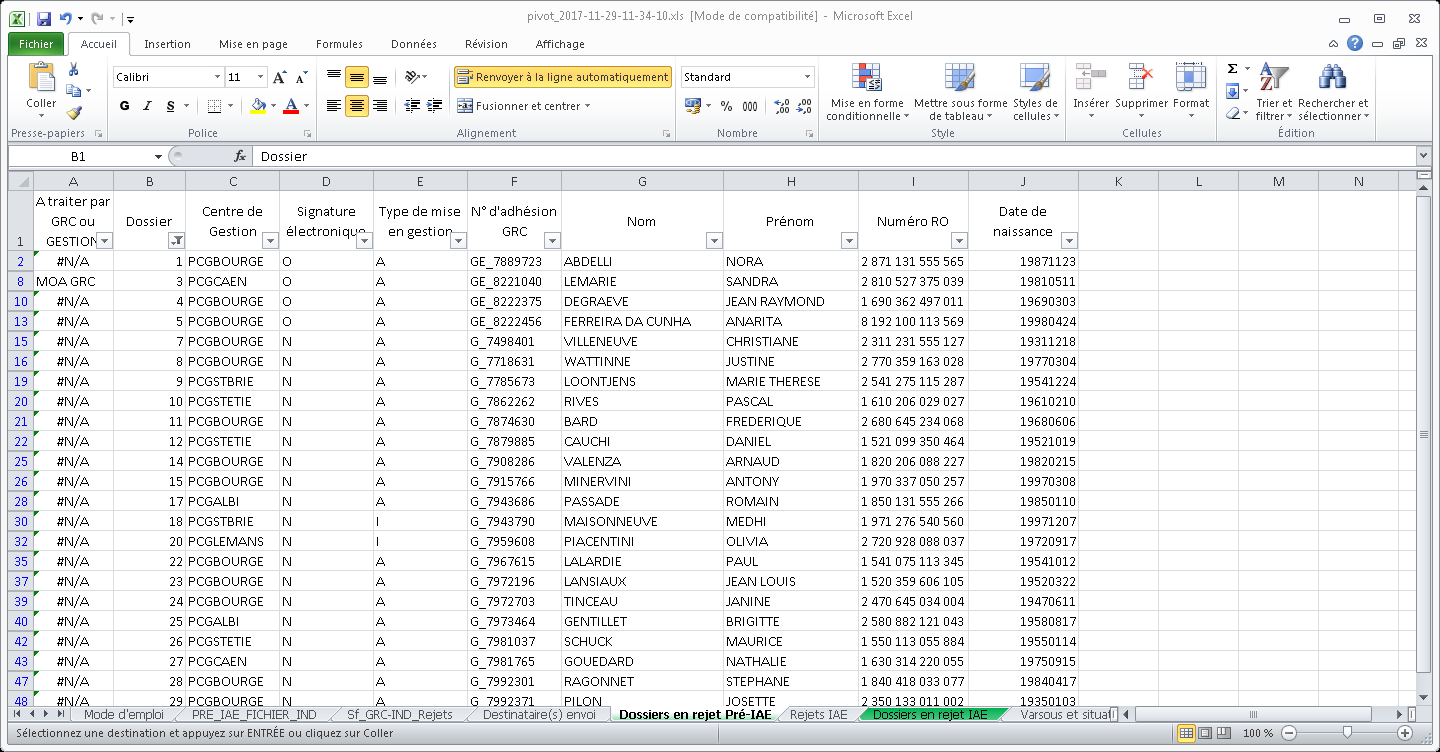 pivot_2017-11-29-11-34-10.xls [Mode de compatibilité] - Microsoft Excel
Fichier Accueil Insertion Mise en page Formules Données Révision Affichage
Coller
Presse-papiers
Calibri 11
G I S A
Police
Renvoyer à la ligne automatiquement
Fusionner et centrer
Alignement
Standard
% 000 ,00 ,0
Nombre
Mise en forme conditionnelle Mettre sous forme de tableau Styles de cellules
Style
Insérer Supprimer Format
Cellules
Σ Trier et filtrer Rechercher et sélectionner
Édition
B1 fx Dossier
A B C D E F G H I J K L M N
1 A traiter par GRC ou GESTION Dossier Centre de Gestion Signature électronique Type de mise en gestion N° d'adhésion GRC Nom Prénom Numéro RO Date de naissance
2 #N/A 1 PCGBOURGE O A GE_7889723 ABDELLI NORA 2 871 131 555 565 19871123
8 MOA GRC 3 PCGCAEN O A GE_8221040 LEMARIE SANDRA 2 810 527 375 039 19810511
10 #N/A 4 PCGBOURGE O A GE_8222375 DEGRAEVE JEAN RAYMOND 1 690 362 497 011 19690303
13 #N/A 5 PCGBOURGE O A GE_8222456 FERREIRA DA CUNHA ANARITA 8 192 100 113 569 19980424
15 #N/A 7 PCGBOURGE N A G_7498401 VILLENEUVE CHRISTIANE 2 311 231 555 127 19311218
16 #N/A 8 PCGBOURGE N A G_7718631 WATTINNE JUSTINE 2 770 359 163 028 19770304
19 #N/A 9 PCGSTBRIE N A G_7785673 LOONTJENS MARIE THERESE 2 541 275 115 287 19541224
20 #N/A 10 PCGSTETIE N A G_7862262 RIVES PASCAL 1 610 206 029 027 19610210
21 #N/A 11 PCGBOURGE N A G_7874630 BARD FREDERIQUE 2 680 645 234 068 19680606
22 #N/A 12 PCGSTETIE N A G_7879885 CAUCHI DANIEL 1 521 099 350 464 19521019
25 #N/A 14 PCGBOURGE N A G_7908286 VALENZA ARNAUD 1 820 206 088 227 19820215
26 #N/A 15 PCGBOURGE N A G_7915766 MINERVINI ANTONY 1 970 337 050 257 19970308
28 #N/A 17 PCGALBI N A G_7943686 PASSADE ROMAIN 1 850 131 555 266 19850110
30 #N/A 18 PCGSTBRIE N I G_7943790 MAISONNEUVE MEDHI 1 971 276 540 560 19971207
32 #N/A 20 PCGLEMANS N I G_7959608 PIACENTINI OLIVIA 2 720 928 088 037 19720917
35 #N/A 22 PCGBOURGE N A G_7967615 LALARDIE PAUL 1 541 075 113 345 19541012
37 #N/A 23 PCGBOURGE N A G_7972196 LANSIAUX JEAN LOUIS 1 520 359 606 105 19520322
39 #N/A 24 PCGBOURGE N A G_7972703 TINCEAU JANINE 2 470 645 034 004 19470611
40 #N/A 25 PCGALBI N A G_7973464 GENTILLET BRIGITTE 2 580 882 121 043 19580817
42 #N/A 26 PCGSTETIE N A G_7981037 SCHUCK MAURICE 1 550 113 055 884 19550114
43 #N/A 27 PCGCAEN N A G_7981765 GOUEDARD NATHALIE 1 630 314 220 055 19750915
47 #N/A 28 PCGBOURGE N A G_7992301 RAGONNET STEPHANE 1 840 418 033 077 19840417
48 #N/A 29 PCGBOURGE N A G_7992371 PILON JOSETTE 2 350 133 011 002 19350103
Mode d'emploi PRE_IAE_FICHIER_IND Sf_GRC-IND_Rejets Destinataire(s) envoi Dossiers en rejet Pré-IAE Rejets IAE Dossiers en rejet IAE Varsous et situat
Sélectionnez une destination et appuyez sur ENTRÉE ou cliquez sur Coller 100 %